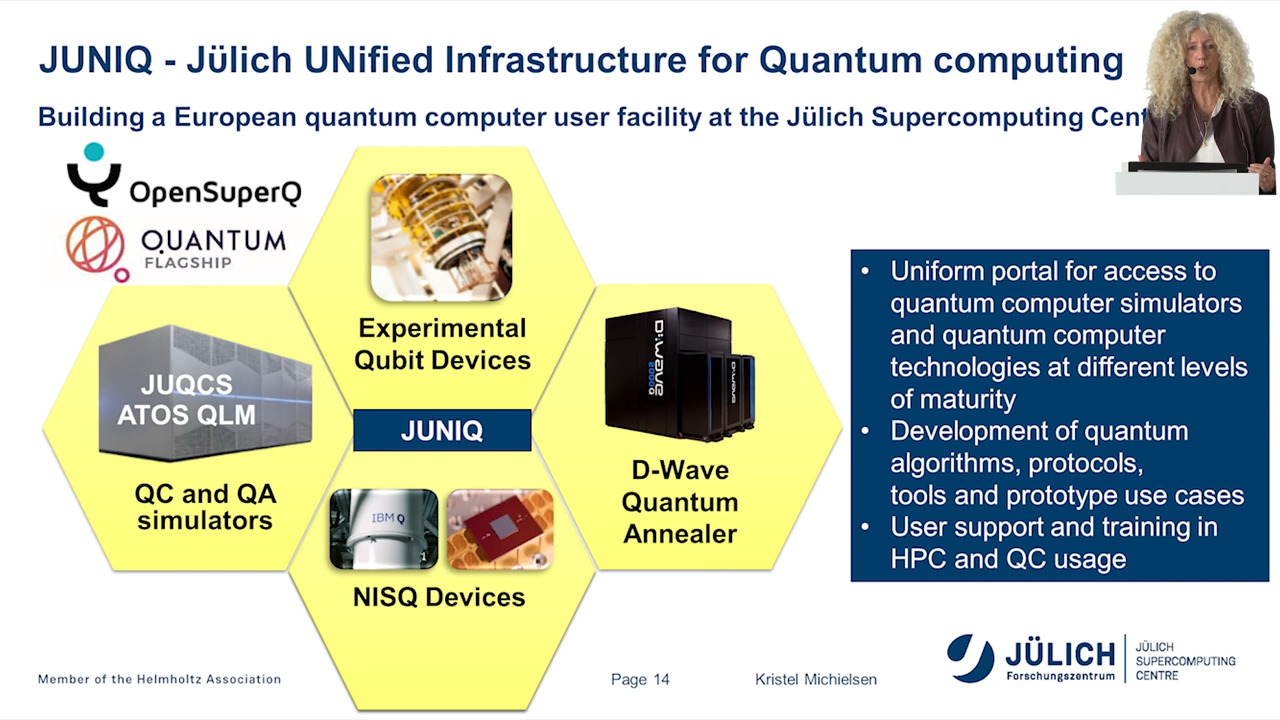 JUNIQ - Jülich UNified Infrastructure for Quantum computing
Building a European quantum computer user facility at the Jülich Supercomputing Cent
OpenSuperQ
QUANTUM
FLAGSHIP
Experimental
Qubit Devices
JUQCS
ATOS QLM
QC and QA
simulators
JUNIQ
D:Wave
2000Q
D:Wave
D-Wave
Quantum
Annealer
IBM Q
NISQ Devices
• Uniform portal for access to
quantum computer simulators
and quantum computer
technologies at different levels
of maturity
• Development of quantum
algorithms, protocols,
tools and prototype use cases
• User support and training in
HPC and QC usage
Member of the Helmholtz Association
Page 14
Kristel Michielsen
JÜLICH
Forschungszentrum
JÜLICH
SUPERCOMPUTING
CENTRE